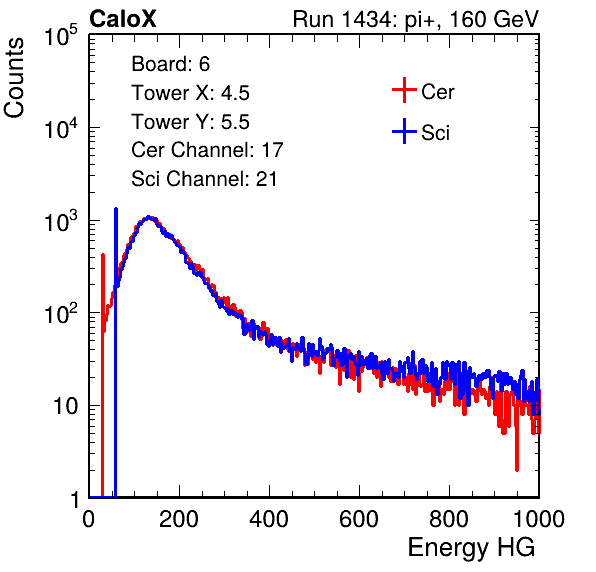 CaloX Run 1434: pi+, 160 GeV
Counts
Board: 6
Tower X: 4.5
Tower Y: 5.5
Cer Channel: 17
Sci Channel: 21
Cer
Sci
10^5
10^4
10^3
10^2
10
1
0 200 400 600 800 1000
Energy HG